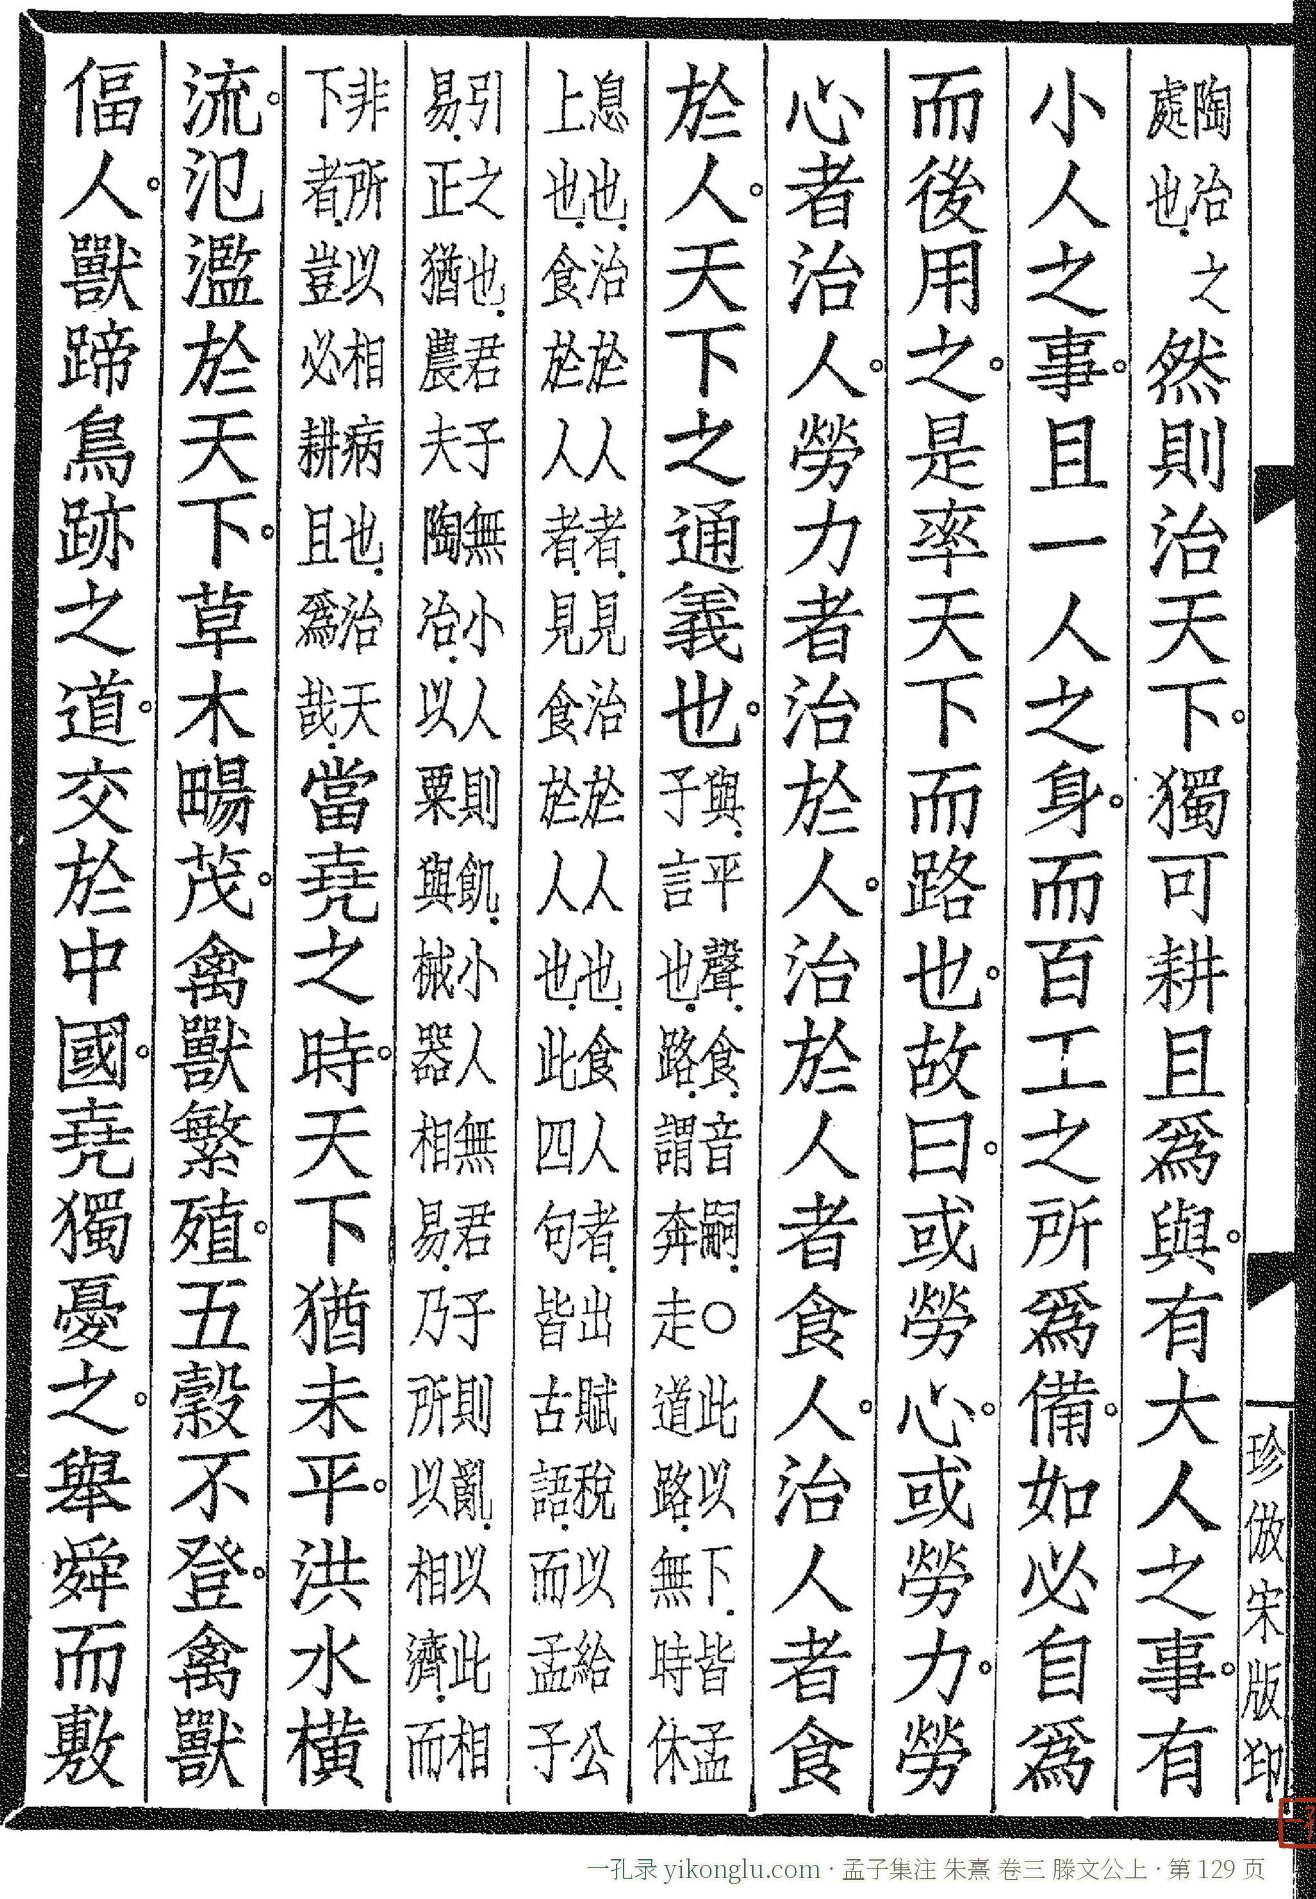 珍倣宋版印
陶冶之處也。然則治天下。獨可耕且爲與。有大人之事。有
小人之事。且一人之身。而百工之所爲備。如必自爲
而後用之。是率天下而路也。故曰。或勞心。或勞力。勞
心者治人。勞力者治於人。治於人者食人。治人者食
於人。天下之通義也。與。平聲。食。音嗣。○此以下。皆孟子言也。路。謂奔走道路。無時休
息也。治於人者。見治於人也。食人者。出賦稅以給公上也。食於人者。見食於人也。此四句皆古語。而孟子
引之也。君子無小人則飢。小人無君子則亂。以此相易。正猶農夫陶冶。以粟與械器相易。乃所以相濟。而
非所以相病也。治天下者。豈必耕且爲哉。當堯之時。天下猶未平。洪水橫
流。氾濫於天下。草木暢茂。禽獸繁殖。五穀不登。禽獸
偪人。獸蹄鳥跡之道。交於中國。堯獨憂之。舉舜而敷
一孔录 yikonglu.com · 孟子集注 朱熹 卷三 滕文公上 · 第 129 页